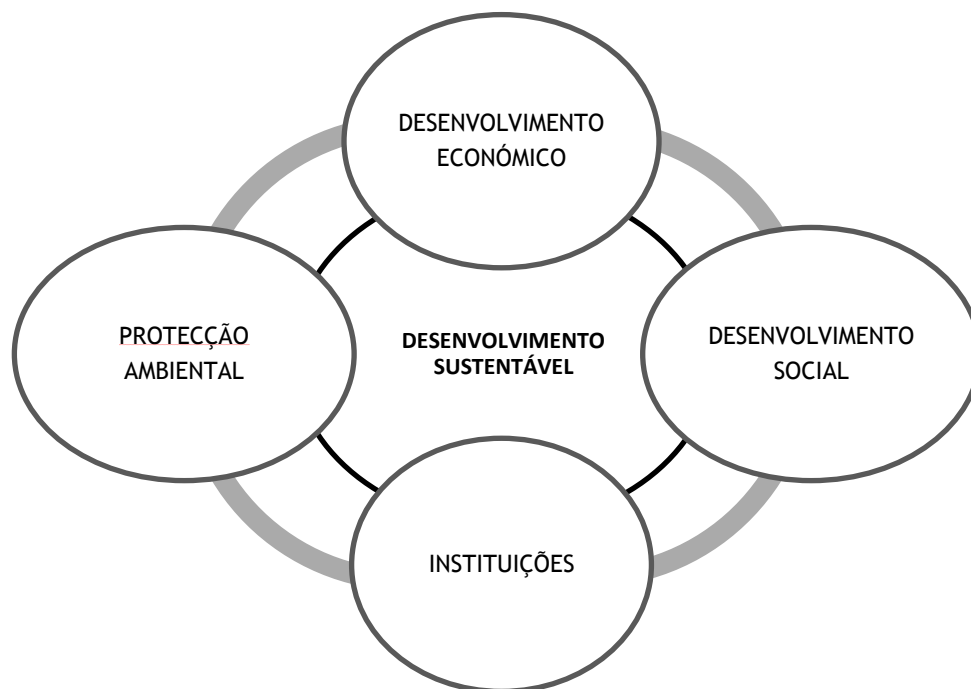 DESENVOLVIMENTO
ECONÓMICO
PROTECÇÃO
AMBIENTAL
DESENVOLVIMENTO
SUSTENTÁVEL
DESENVOLVIMENTO
SOCIAL
INSTITUIÇÕES